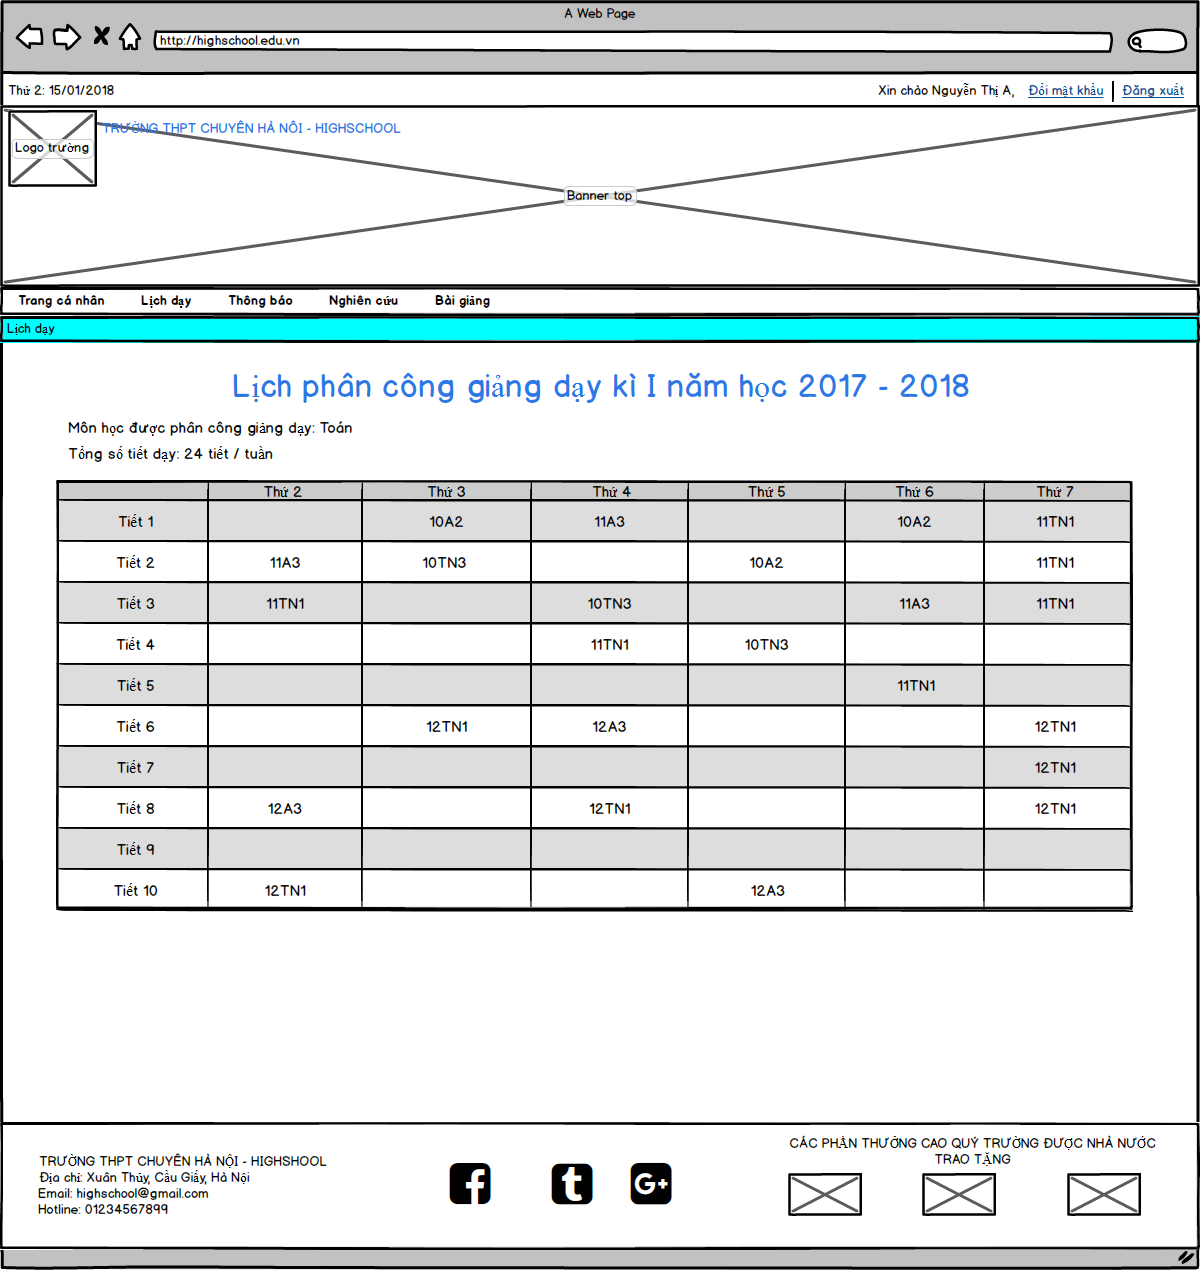 A Web Page
http://highschool.edu.vn
Thứ 2: 15/01/2018
Xin chào Nguyễn Thị A, Đổi mật khẩu Đăng xuất
TRƯỜNG THPT CHUYÊN HÀ NÔI - HIGHSCHOOL
Logo trường
Banner top
Trang cá nhân Lịch dạy Thông báo Nghiên cứu Bài giảng
Lịch dạy
Lịch phân công giảng dạy kì I năm học 2017 - 2018
Môn học được phân công giảng dạy: Toán
Tổng số tiết dạy: 24 tiết / tuần
Thứ 2 Thứ 3 Thứ 4 Thứ 5 Thứ 6 Thứ 7
Tiết 1 10A2 11A3 10A2 11TN1
Tiết 2 11A3 10TN3 10A2 11TN1
Tiết 3 11TN1 10TN3 11A3 11TN1
Tiết 4 11TN1 10TN3
Tiết 5 11TN1
Tiết 6 12TN1 12A3 12TN1
Tiết 7 12TN1
Tiết 8 12A3 12TN1 12TN1
Tiết 9
Tiết 10 12TN1 12A3
TRƯỜNG THPT CHUYÊN HÀ NỘI - HIGHSHOOL
Địa chỉ: Xuân Thủy, Cầu Giấy, Hà Nội
Email: highschool@gmail.com
Hotline: 01234567899
CÁC PHẦN THƯỞNG CAO QUÝ TRƯỜNG ĐƯỢC NHÀ NƯỚC
TRAO TẶNG